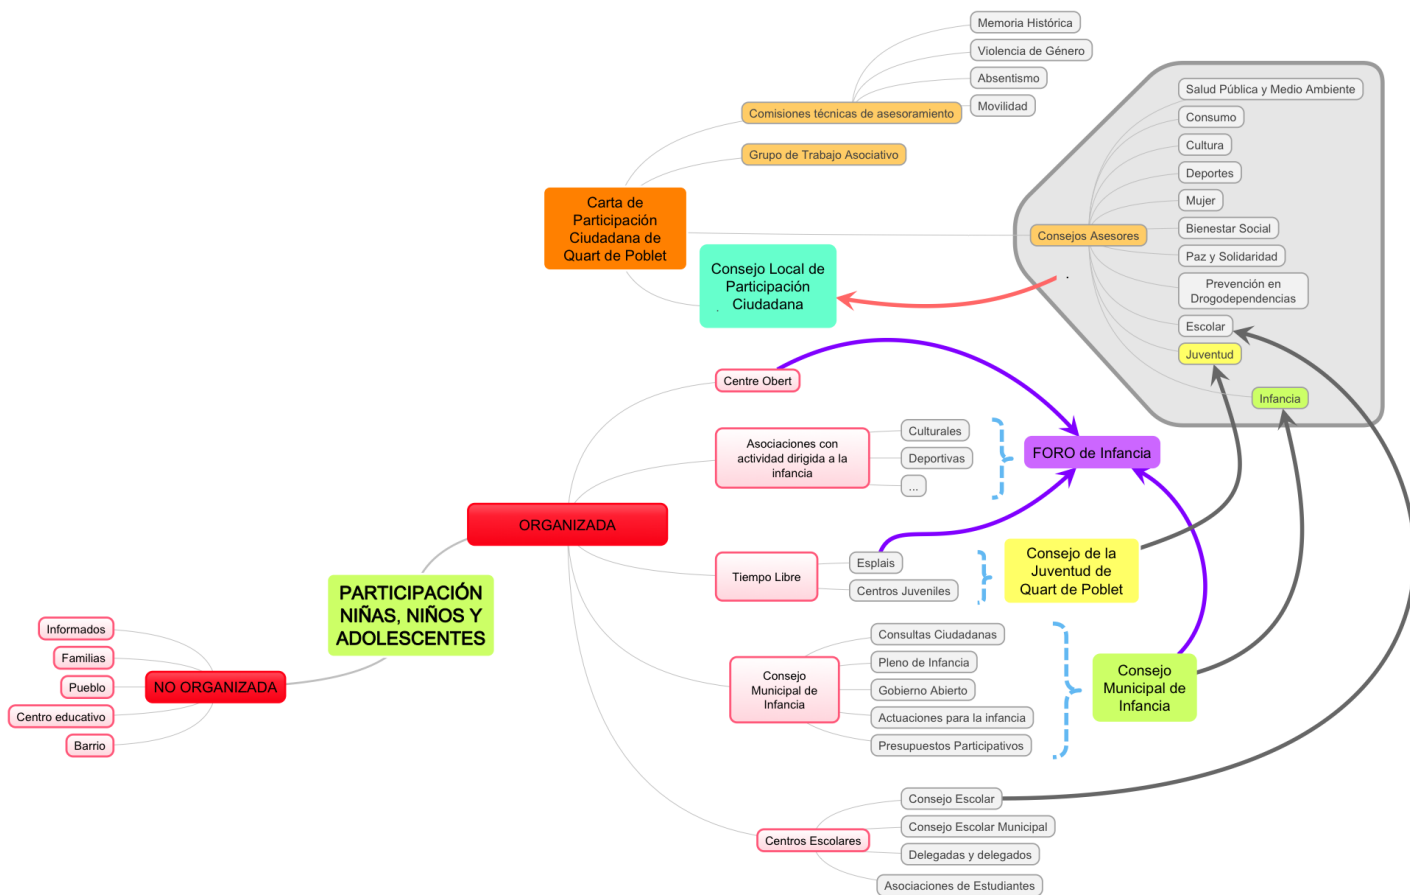 Memoria Histórica
Violencia de Género
Absentismo
Movilidad
Comisiones técnicas de asesoramiento
Grupo de Trabajo Asociativo
Carta de
Participación
Ciudadana de
Quart de Poblet
Consejo Local de
Participación
Ciudadana
Consejos Asesores
Salud Pública y Medio Ambiente
Consumo
Cultura
Deportes
Mujer
Bienestar Social
Paz y Solidaridad
Prevención en
Drogodependencias
Escolar
Juventud
Infancia
Centre Obert
Asociaciones con
actividad dirigida a la
infancia
Culturales
Deportivas
...
FORO de Infancia
ORGANIZADA
Tiempo Libre
Esplais
Centros Juveniles
Consejo de la
Juventud de
Quart de Poblet
PARTICIPACIÓN
NIÑAS, NIÑOS Y
ADOLESCENTES
Informados
Familias
Pueblo
Centro educativo
Barrio
NO ORGANIZADA
Consejo
Municipal de
Infancia
Consultas Ciudadanas
Pleno de Infancia
Gobierno Abierto
Actuaciones para la infancia
Presupuestos Participativos
Consejo
Municipal de
Infancia
Centros Escolares
Consejo Escolar
Consejo Escolar Municipal
Delegadas y delegados
Asociaciones de Estudiantes